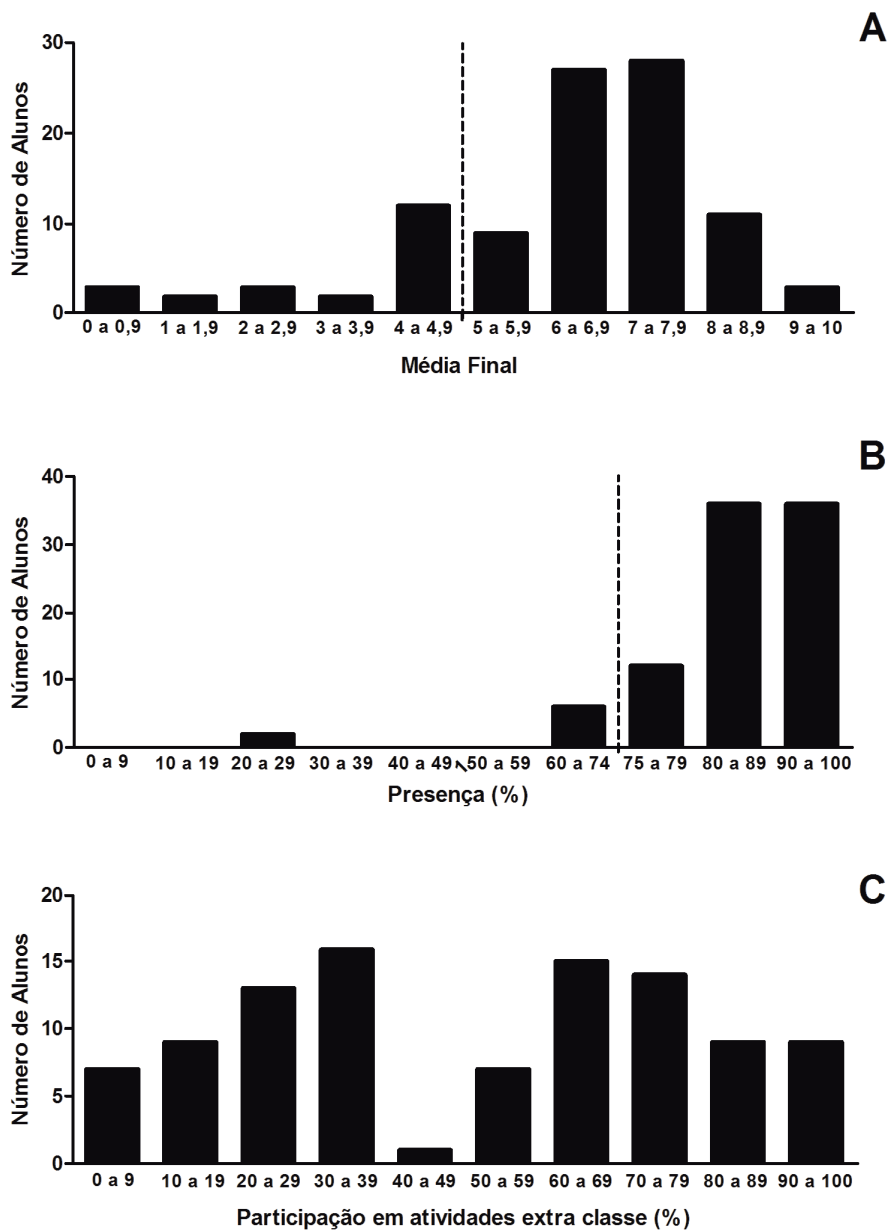 A
Número de Alunos
30
20
10
0
0 a 0,9 1 a 1,9 2 a 2,9 3 a 3,9 4 a 4,9 5 a 5,9 6 a 6,9 7 a 7,9 8 a 8,9 9 a 10
Média Final
B
Número de Alunos
40
30
20
10
0
0 a 9 10 a 19 20 a 29 30 a 39 40 a 49 50 a 59 60 a 74 75 a 79 80 a 89 90 a 100
Presença (%)
C
Número de Alunos
20
15
10
5
0
0 a 9 10 a 19 20 a 29 30 a 39 40 a 49 50 a 59 60 a 69 70 a 79 80 a 89 90 a 100
Participação em atividades extra classe (%)